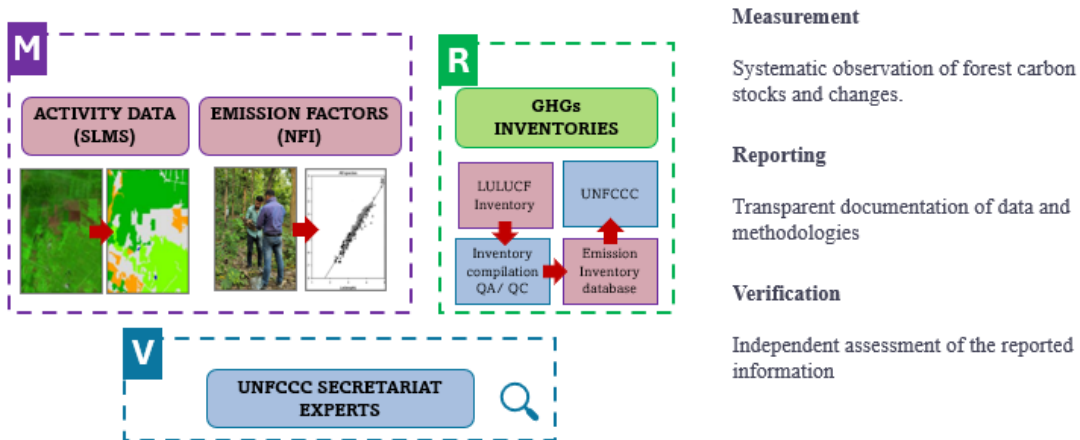 M
ACTIVITY DATA
(SLMS)
EMISSION FACTORS
(NFI)
R
GHGs
INVENTORIES
LULUCF
Inventory
UNFCCC
Inventory
compilation
QA/ QC
Emission
Inventory
database
V
UNFCCC SECRETARIAT
EXPERTS
Measurement
Systematic observation of forest carbon
stocks and changes.
Reporting
Transparent documentation of data and
methodologies
Verification
Independent assessment of the reported
information